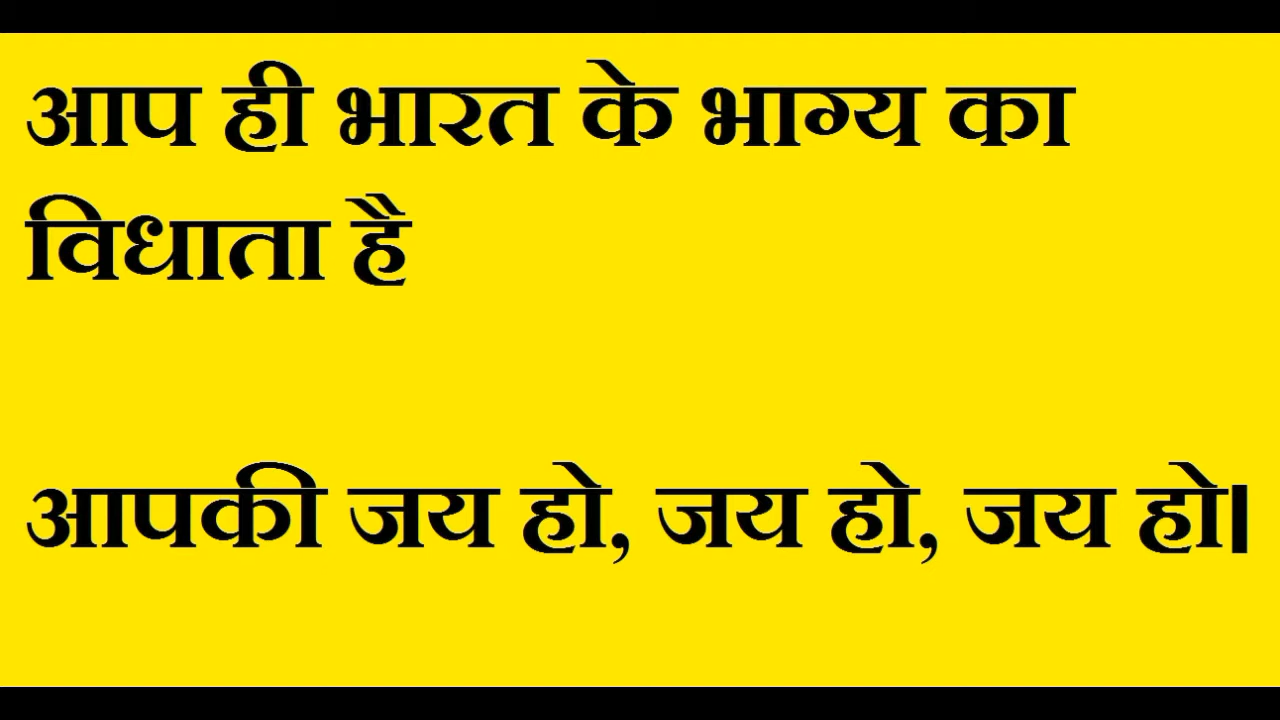 आप ही भारत के भाग्य का
विधाता है
आपकी जय हो, जय हो, जय हो।